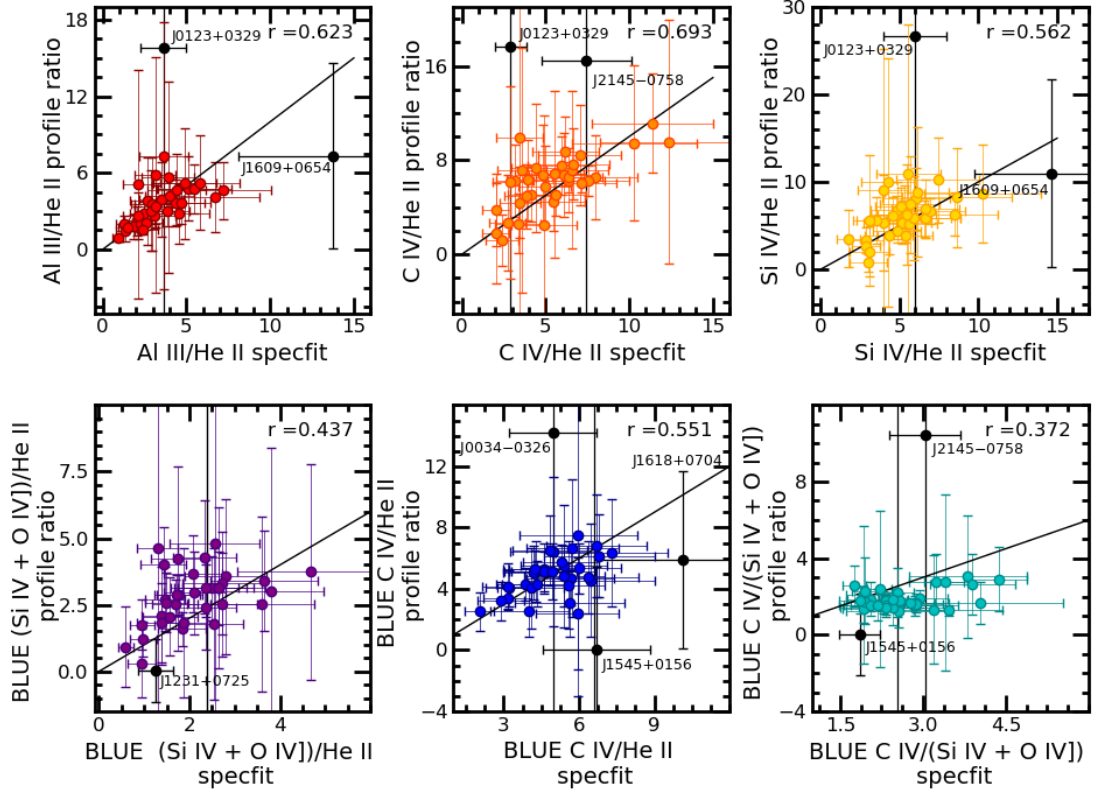 J0123+0329
r =0.623
J1609+0654
Al III/He II profile ratio
18
12
6
0
0
5
10
15
Al III/He II specfit
J0123+0329
r =0.693
J2145−0758
C IV/He II profile ratio
16
8
0
0
5
10
15
C IV/He II specfit
J0123+0329
r =0.562
J1609+0654
Si IV/He II profile ratio
30
20
10
0
0
5
10
15
Si IV/He II specfit
r =0.437
J1231+0725
BLUE (Si IV + O IV])/He II
profile ratio
7.5
5.0
2.5
0.0
0
2
4
BLUE (Si IV + O IV])/He II
specfit
r =0.551
J0034−0326
J1618+0704
J1545+0156
BLUE C IV/He II
profile ratio
12
8
4
0
−4
3
6
9
BLUE C IV/He II
specfit
r =0.372
J2145−0758
J1545+0156
BLUE C IV/(Si IV + O IV])
profile ratio
8
4
0
−4
1.5
3.0
4.5
BLUE C IV/(Si IV + O IV])
specfit